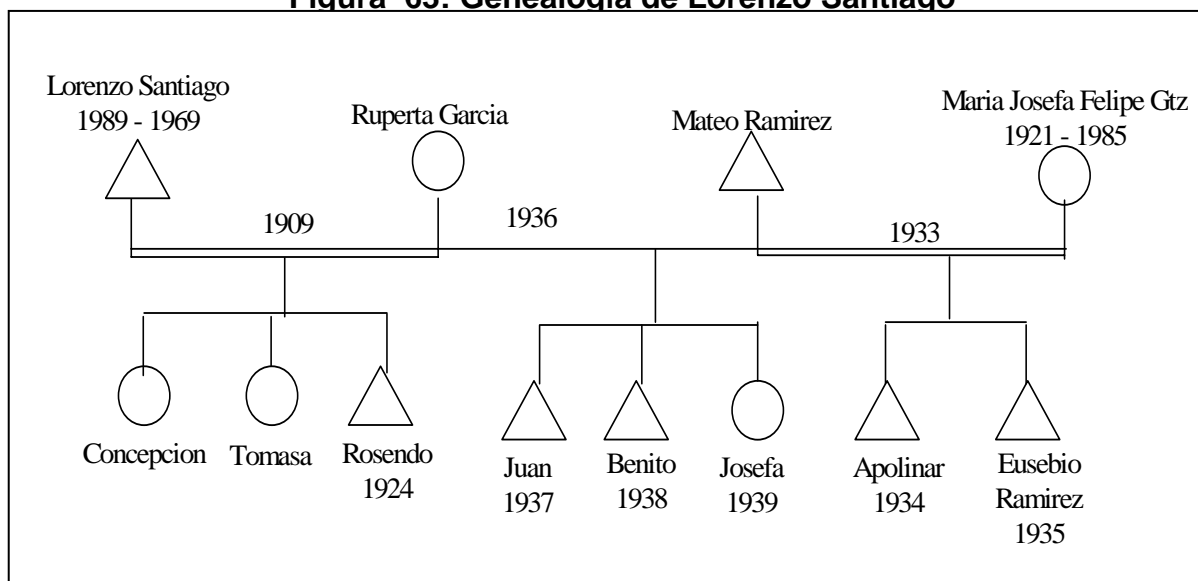 Figura 65: Genealogía de Lorenzo Santiago
Lorenzo Santiago
1989 - 1969
Ruperta Garcia
Mateo Ramirez
Maria Josefa Felipe Gtz
1921 - 1985
1909
1936
1933
Concepcion
Tomasa
Rosendo
1924
Juan
1937
Benito
1938
Josefa
1939
Apolinar
1934
Eusebio
Ramirez
1935